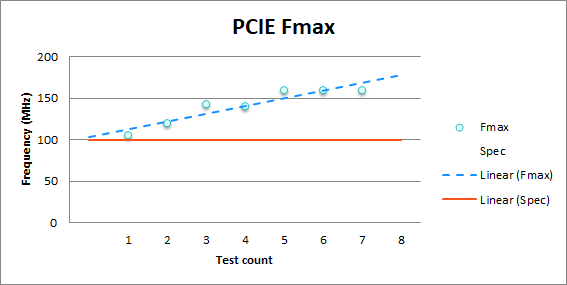 PCIE Fmax
200
150
100
50
0
Frequency (MHz)
1 2 3 4 5 6 7 8
Test count
Fmax
Spec
Linear (Fmax)
Linear (Spec)